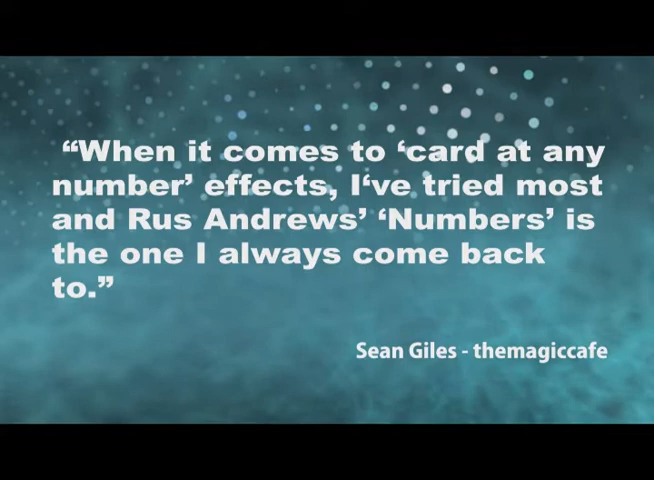 “When it comes to ‘card at any
number’ effects, I‘ve tried most
and Rus Andrews’ ‘Numbers’ is
the one I always come back
to.”
Sean Giles - themagiccafe